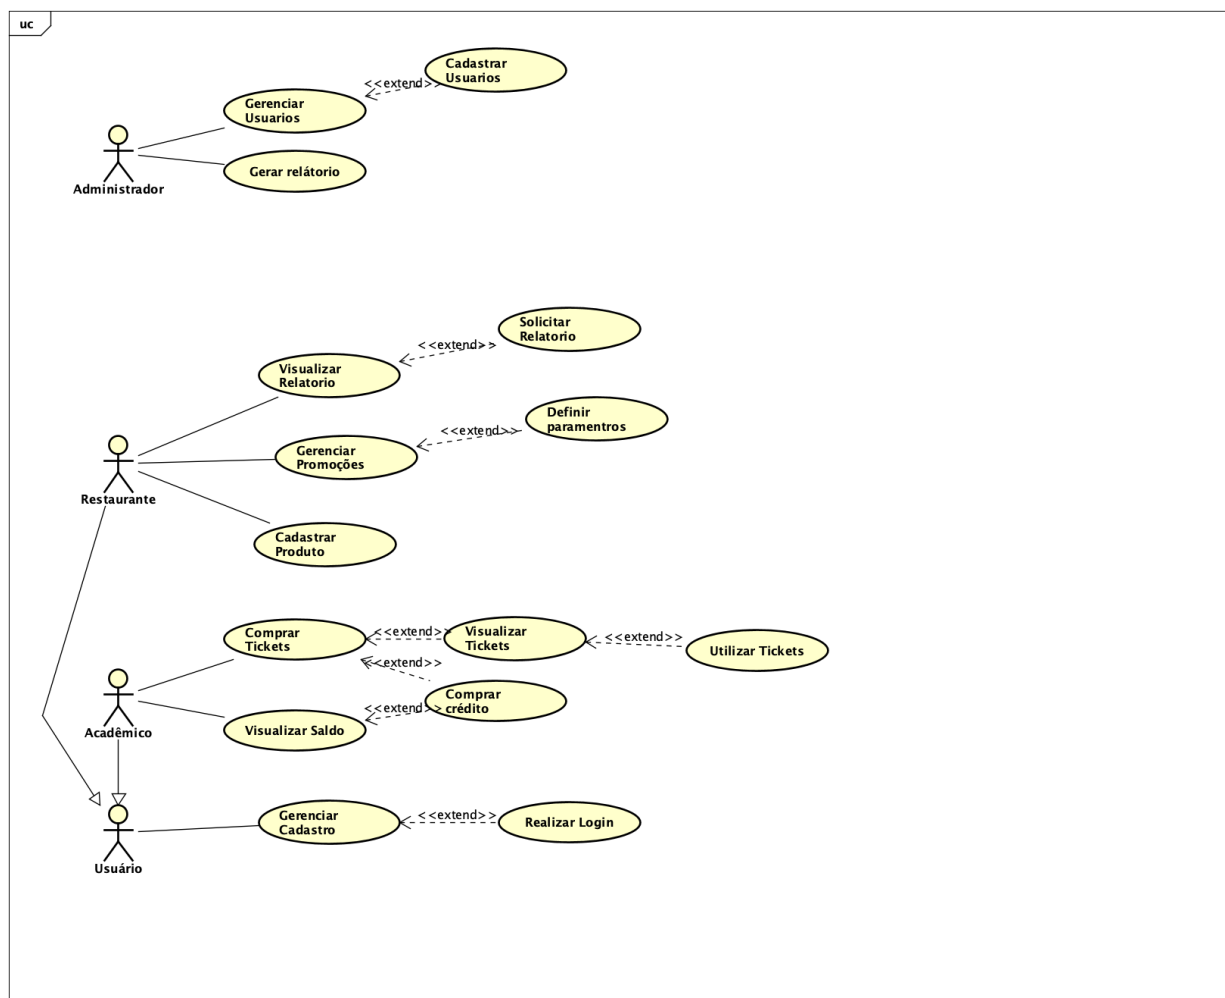 uc
Cadastrar
Usuarios
<<extend>>
Gerenciar
Usuarios
Gerar relátorio
Administrador
Solicitar
Relatorio
<<extend>>
Visualizar
Relatorio
Definir
paramentros
<<extend>>
Gerenciar
Promoções
Restaurante
Cadastrar
Produto
Comprar
Tickets
<<extend>>
Visualizar
Tickets
<<extend>>
Utilizar Tickets
<<extend>>
Comprar
crédito
<<extend>>
Visualizar Saldo
Acadêmico
Gerenciar
Cadastro
<<extend>>
Realizar Login
Usuário